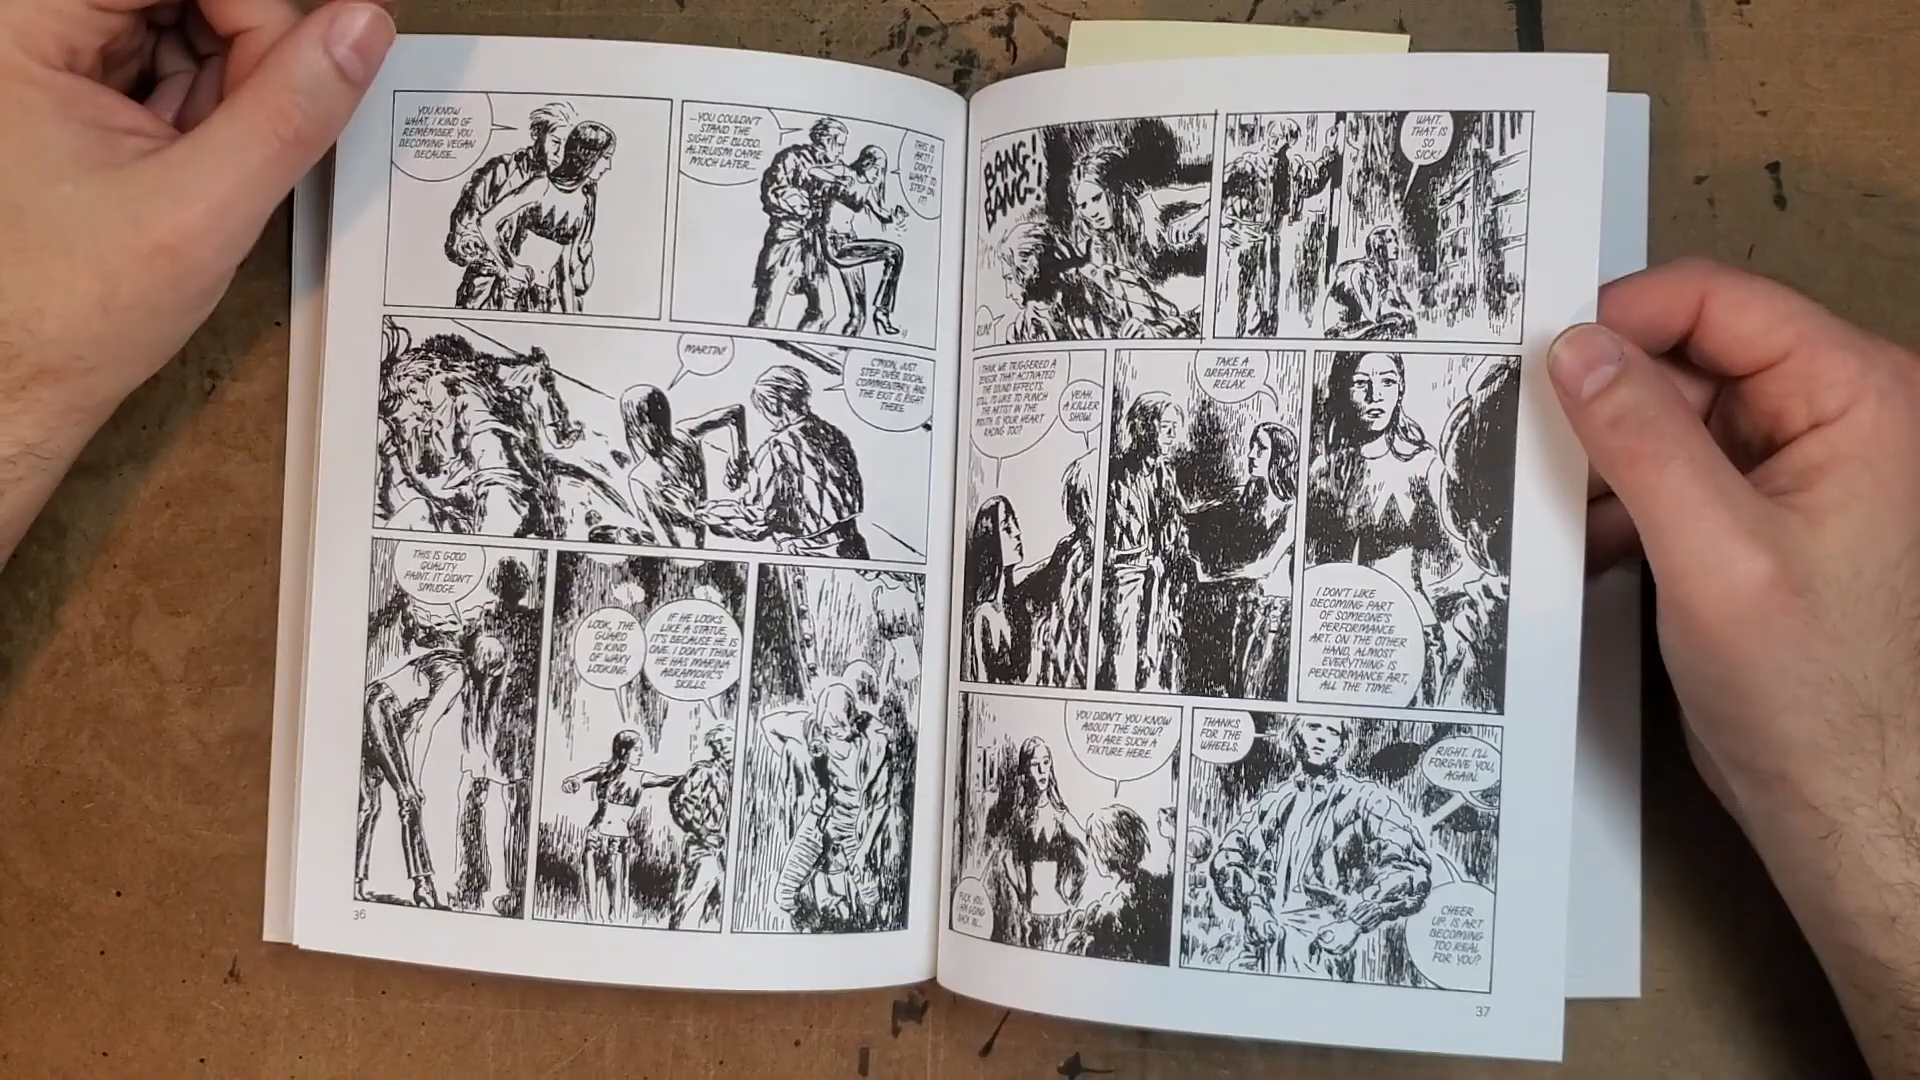 YOU KNOW
WHAT, I KIND OF
REMEMBER YOU
BECOMING VEGAN
BECAUSE...
...YOU COULDN'T
STAND THE
SIGHT OF BLOOD.
ALTRUISM CAME
MUCH LATER...
THIS IS
ART! I
DON'T
WANT TO
STEP ON
IT!
MARTIN!
C'MON, JUST
STEP OVER SOCIAL
COMMENTARY AND
THE EXIT IS RIGHT
THERE.
THIS IS GOOD
QUALITY
PAINT. IT DIDN'T
SMUDGE.
LOOK, THE
GUARD
IS KIND
OF WAXY
LOOKING.
IF HE LOOKS
LIKE A STATUE,
IT'S BECAUSE HE IS
ONE. I DON'T THINK
HE HAS MARINA
ABRAMOVIC'S
SKILLS.
36
BANG!
BANG!
RUN!
WAIT.
THAT IS
SO
SICK!
I THINK WE TRIGGERED A
SENSOR THAT ACTIVATED
THE SOUND EFFECTS.
STILL, I'D LIKE TO PUNCH
THE ARTIST IN THE
MOUTH. IS YOUR HEART
RACING TOO?
YEAH.
A KILLER
SHOW.
TAKE A
BREATHER.
RELAX.
I DON'T LIKE
BECOMING PART
OF SOMEONE'S
PERFORMANCE
ART. ON THE OTHER
HAND, ALMOST
EVERYTHING IS
PERFORMANCE ART,
ALL THE TIME.
YOU DIDN'T YOU KNOW
ABOUT THE SHOW?
YOU ARE SUCH A
FIXTURE HERE.
FUCK YOU
I'M GOING
BACK IN...
THANKS
FOR THE
WHEELS.
RIGHT. I'LL
FORGIVE YOU,
AGAIN.
CHEER
UP. IS ART
BECOMING
TOO REAL
FOR YOU?
37